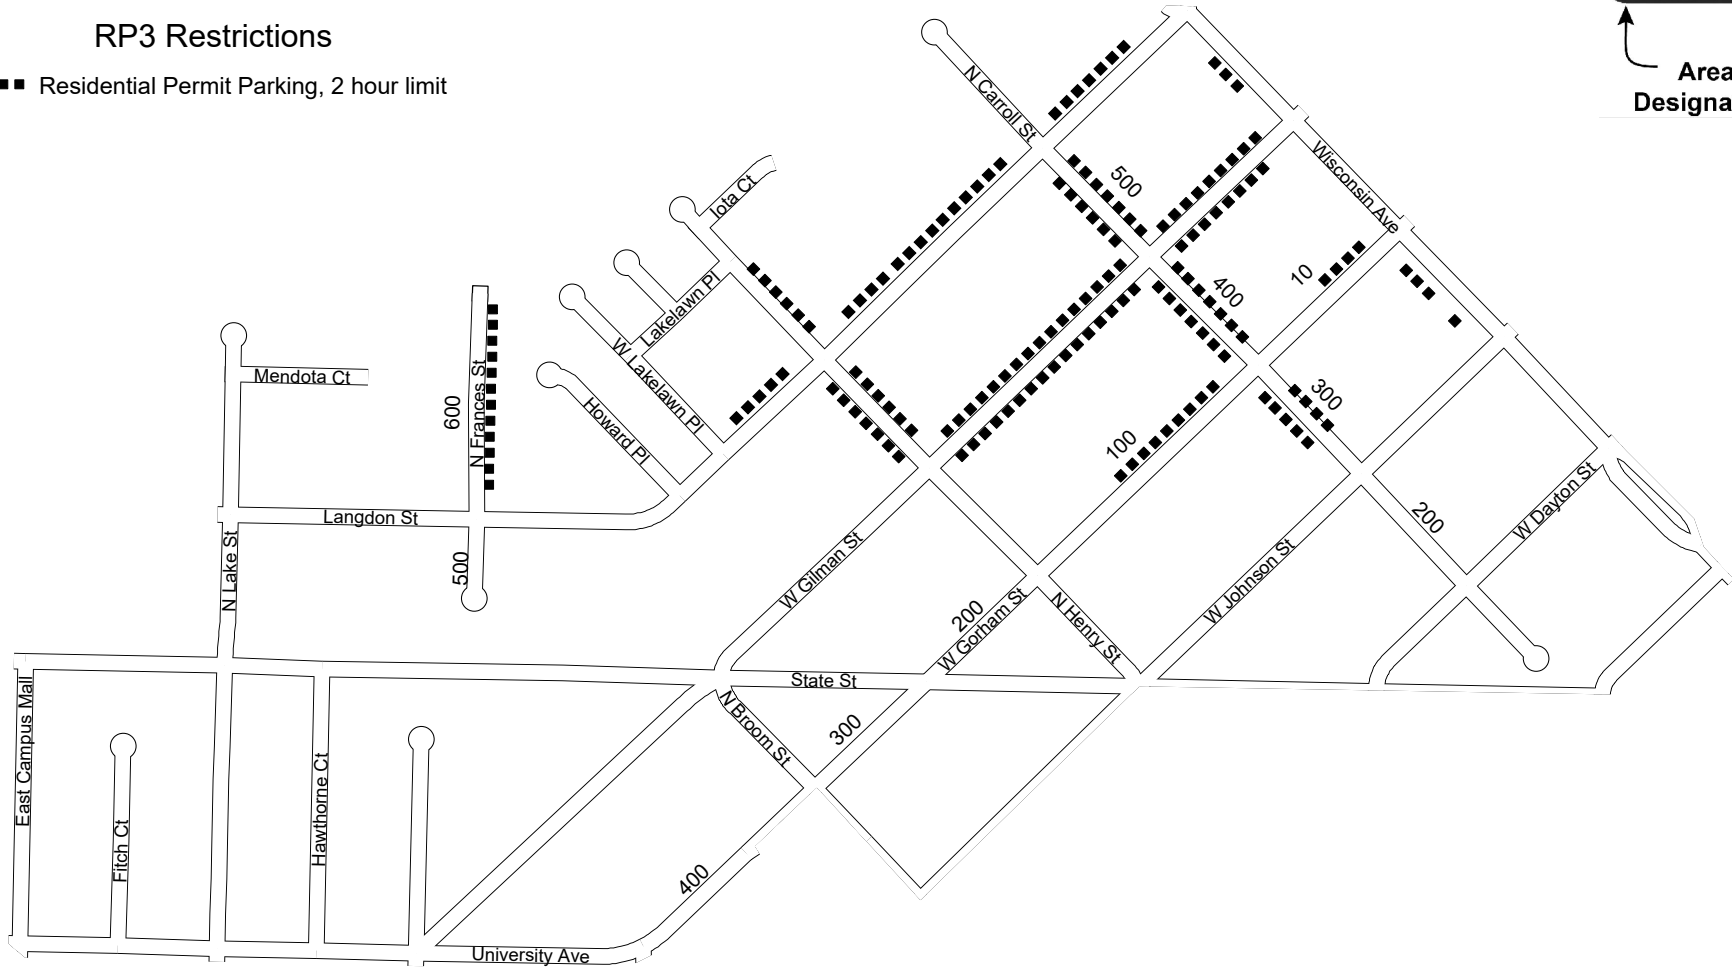 RP3 Restrictions
Residential Permit Parking, 2 hour limit
Area
Designa
N Carroll St
Wisconsin Ave
Iota Ct
500
Lakelawn Pl
10
400
W Lakelawn Pl
Mendota Ct
N Frances St
600
Howard Pl
300
100
Langdon St
W Dayton St
200
N Lake St
500
W Gilman St
W Johnson St
200
W Gorham St
N Henry St
State St
East Campus Mall
N Broom St
300
Hawthorne Ct
Fitch Ct
400
University Ave